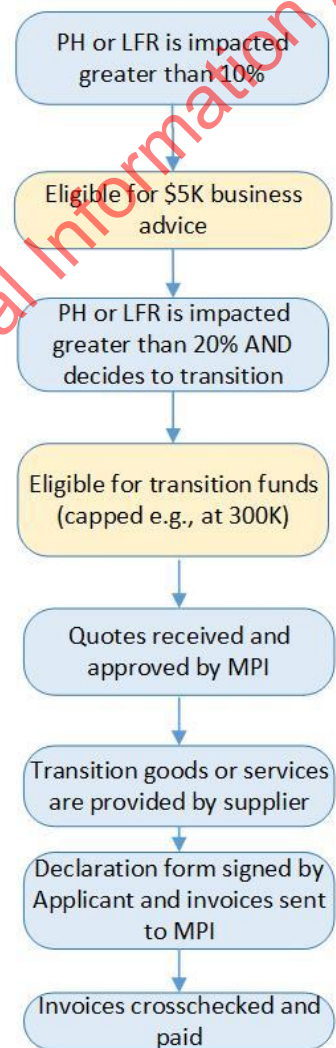 PH or LFR is impacted
greater than 10%
Eligible for $5K business
advice
PH or LFR is impacted
greater than 20% AND
decides to transition
Eligible for transition funds
(capped e.g., at 300K)
Quotes received and
approved by MPI
Transition goods or services
are provided by supplier
Declaration form signed by
Applicant and invoices sent
to MPI
Invoices crosschecked and
paid
Information